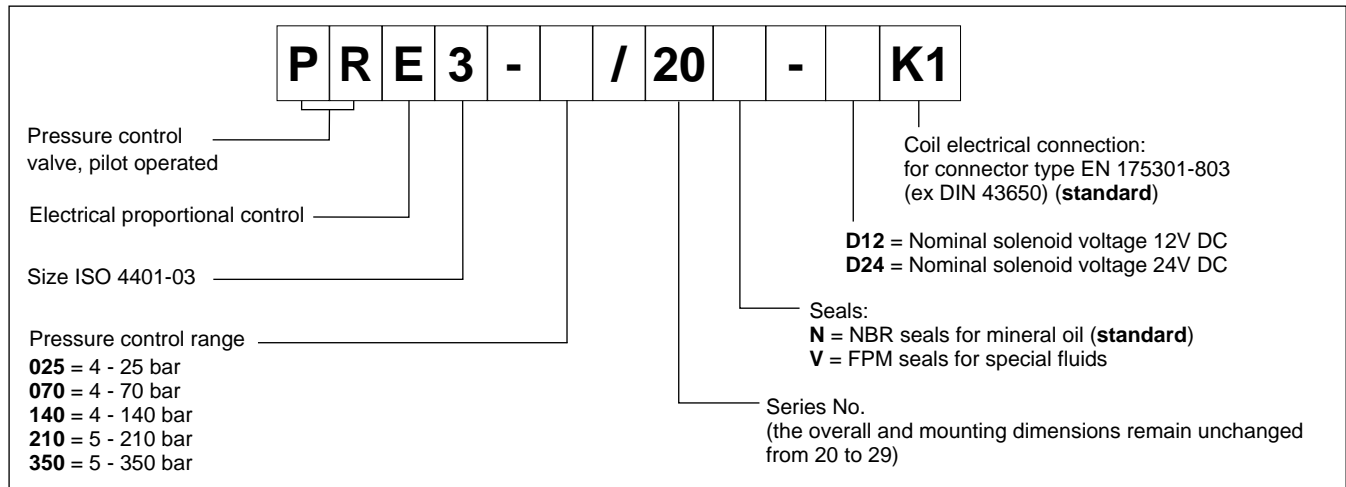 PRE3- /20 - K1
Pressure control
valve, pilot operated
Electrical proportional control
Size ISO 4401-03
Pressure control range
025 = 4 - 25 bar
070 = 4 - 70 bar
140 = 4 - 140 bar
210 = 5 - 210 bar
350 = 5 - 350 bar
Coil electrical connection:
for connector type EN 175301-803
(ex DIN 43650) (standard)
D12 = Nominal solenoid voltage 12V DC
D24 = Nominal solenoid voltage 24V DC
Seals:
N = NBR seals for mineral oil (standard)
V = FPM seals for special fluids
Series No.
(the overall and mounting dimensions remain unchanged
from 20 to 29)